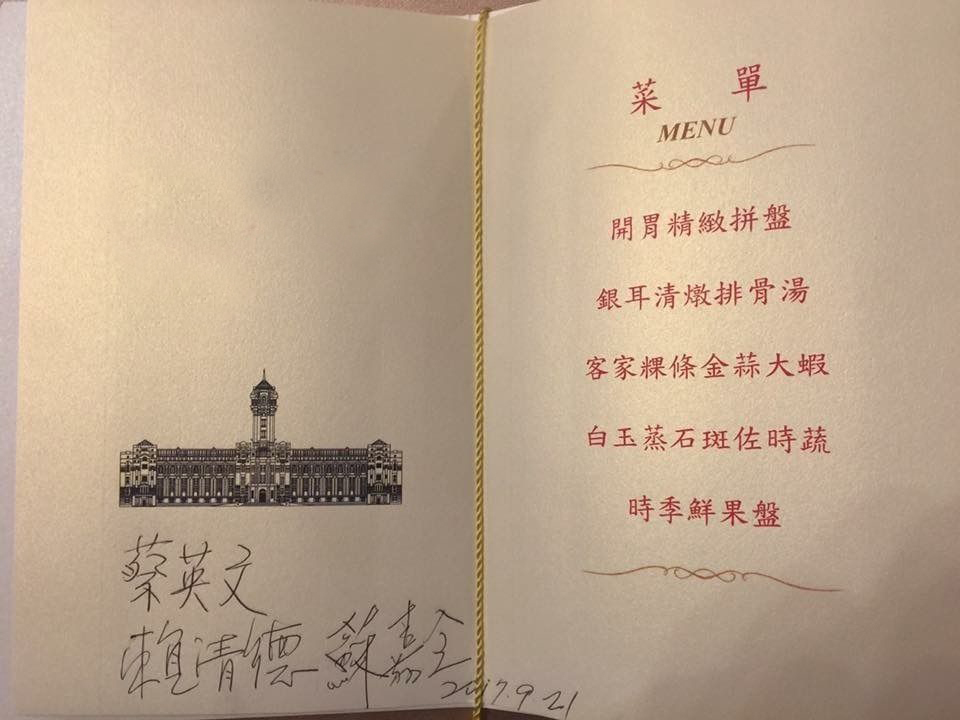 蔡英文
賴清德 蘇嘉全
2017.9.21
菜單
MENU
開胃精緻拼盤
銀耳清燉排骨湯
客家粿條金蒜大蝦
白玉蒸石斑佐時蔬
時季鮮果盤